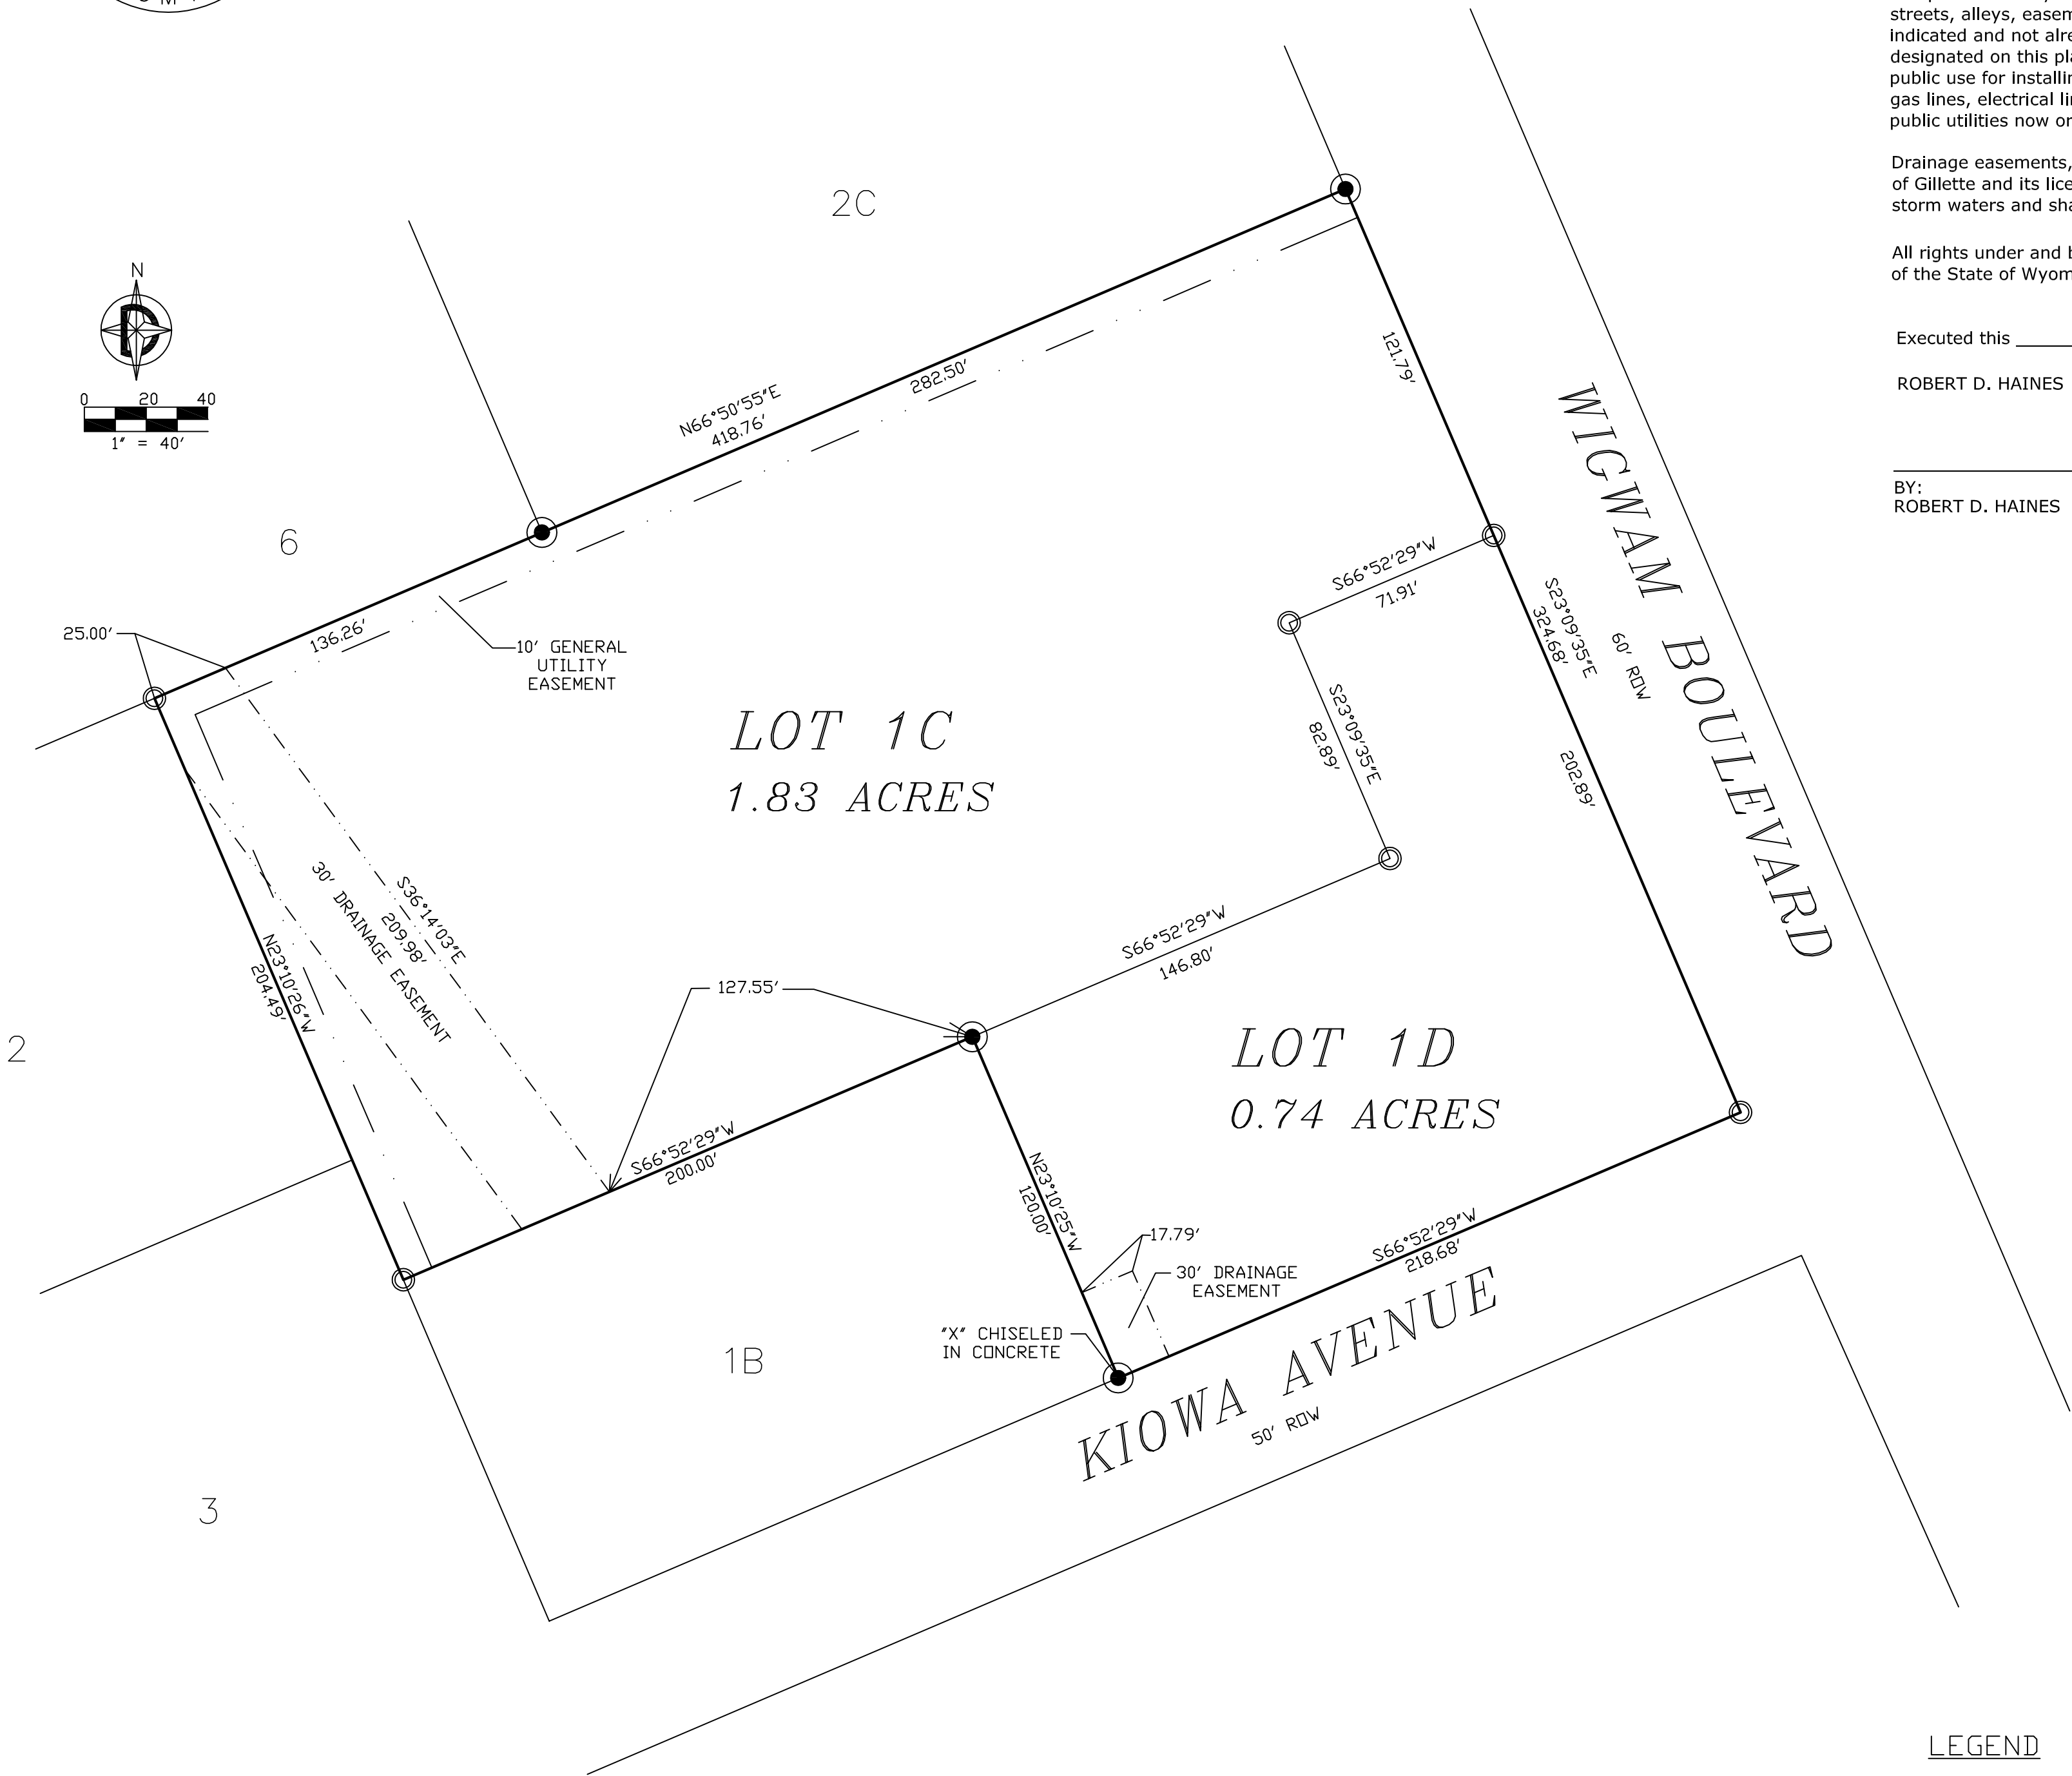 streets, alleys, easem
indicated and not alre
designated on this pla
public use for installin
gas lines, electrical lin
public utilities now or
Drainage easements,
of Gillette and its lice
storm waters and sha
All rights under and b
of the State of Wyom
Executed this
ROBERT D. HAINES
BY:
ROBERT D. HAINES
2C
N
0 20 40
1" = 40'
6
N66°50'55"E
418.76'
282.50'
121.79'
136.26'
25.00'
10' GENERAL
UTILITY
EASEMENT
WIGWAM BOULEVARD
60' ROW
S66°52'29"W
71.91'
S23°09'35"E
324.68'
S23°09'35"E
82.89'
202.89'
LOT 1C
1.83 ACRES
S36°14'03"E
209.98'
30' DRAINAGE EASEMENT
N23°10'26"W
204.49'
S66°52'29"W
146.80'
127.55'
2
LOT 1D
0.74 ACRES
S66°52'29"W
200.00'
N23°10'25"W
120.00'
17.79'
30' DRAINAGE
EASEMENT
S66°52'29"W
218.68'
"X" CHISELED
IN CONCRETE
1B
KIOWA AVENUE
50' ROW
3
LEGEND